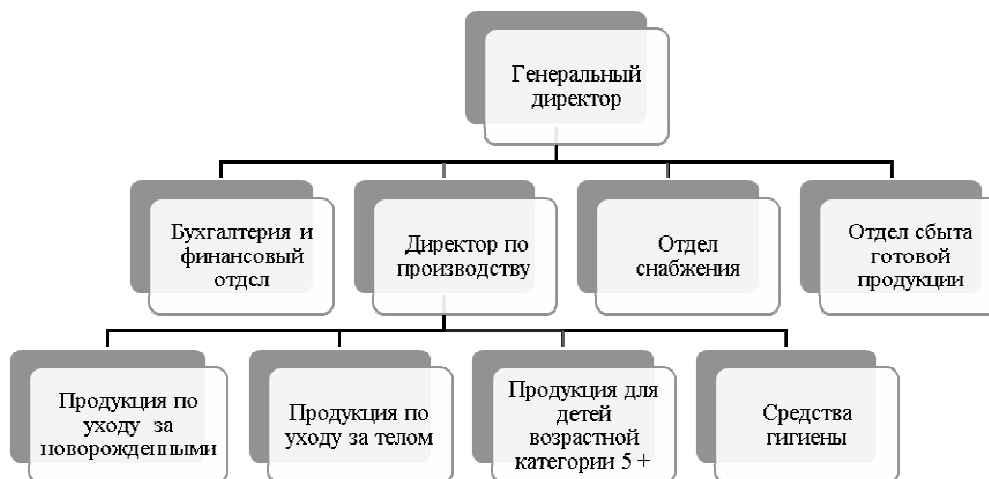 Генеральный
директор
Бухгалтерия и
финансовый
отдел
Директор по
производству
Отдел
снабжения
Отдел сбыта
готовой
продукции
Продукция по
уходу за
новорожденными
Продукция по
уходу за телом
Продукция для
детей
возрастной
категории 5 +
Средства
гигиены